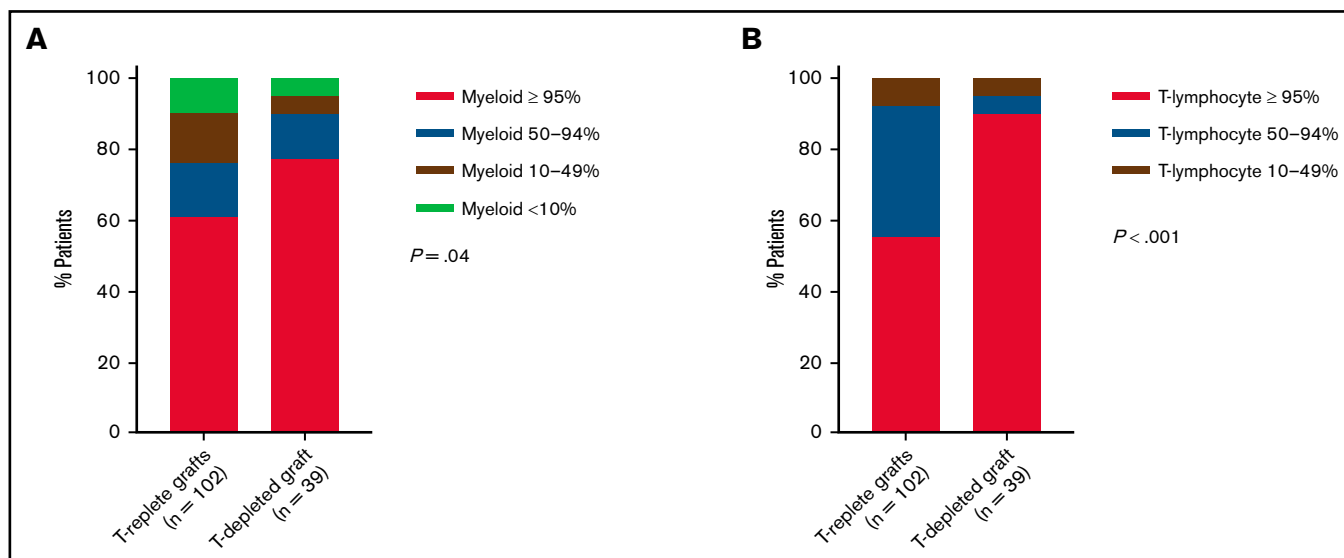 A
% Patients
100
80
60
40
20
0
T-replete grafts
(n = 102)
T-depleted graft
(n = 39)
Myeloid ≥ 95%
Myeloid 50–94%
Myeloid 10–49%
Myeloid <10%
P = .04
B
% Patients
100
80
60
40
20
0
T-replete grafts
(n = 102)
T-depleted graft
(n = 39)
T-lymphocyte ≥ 95%
T-lymphocyte 50–94%
T-lymphocyte 10–49%
P < .001